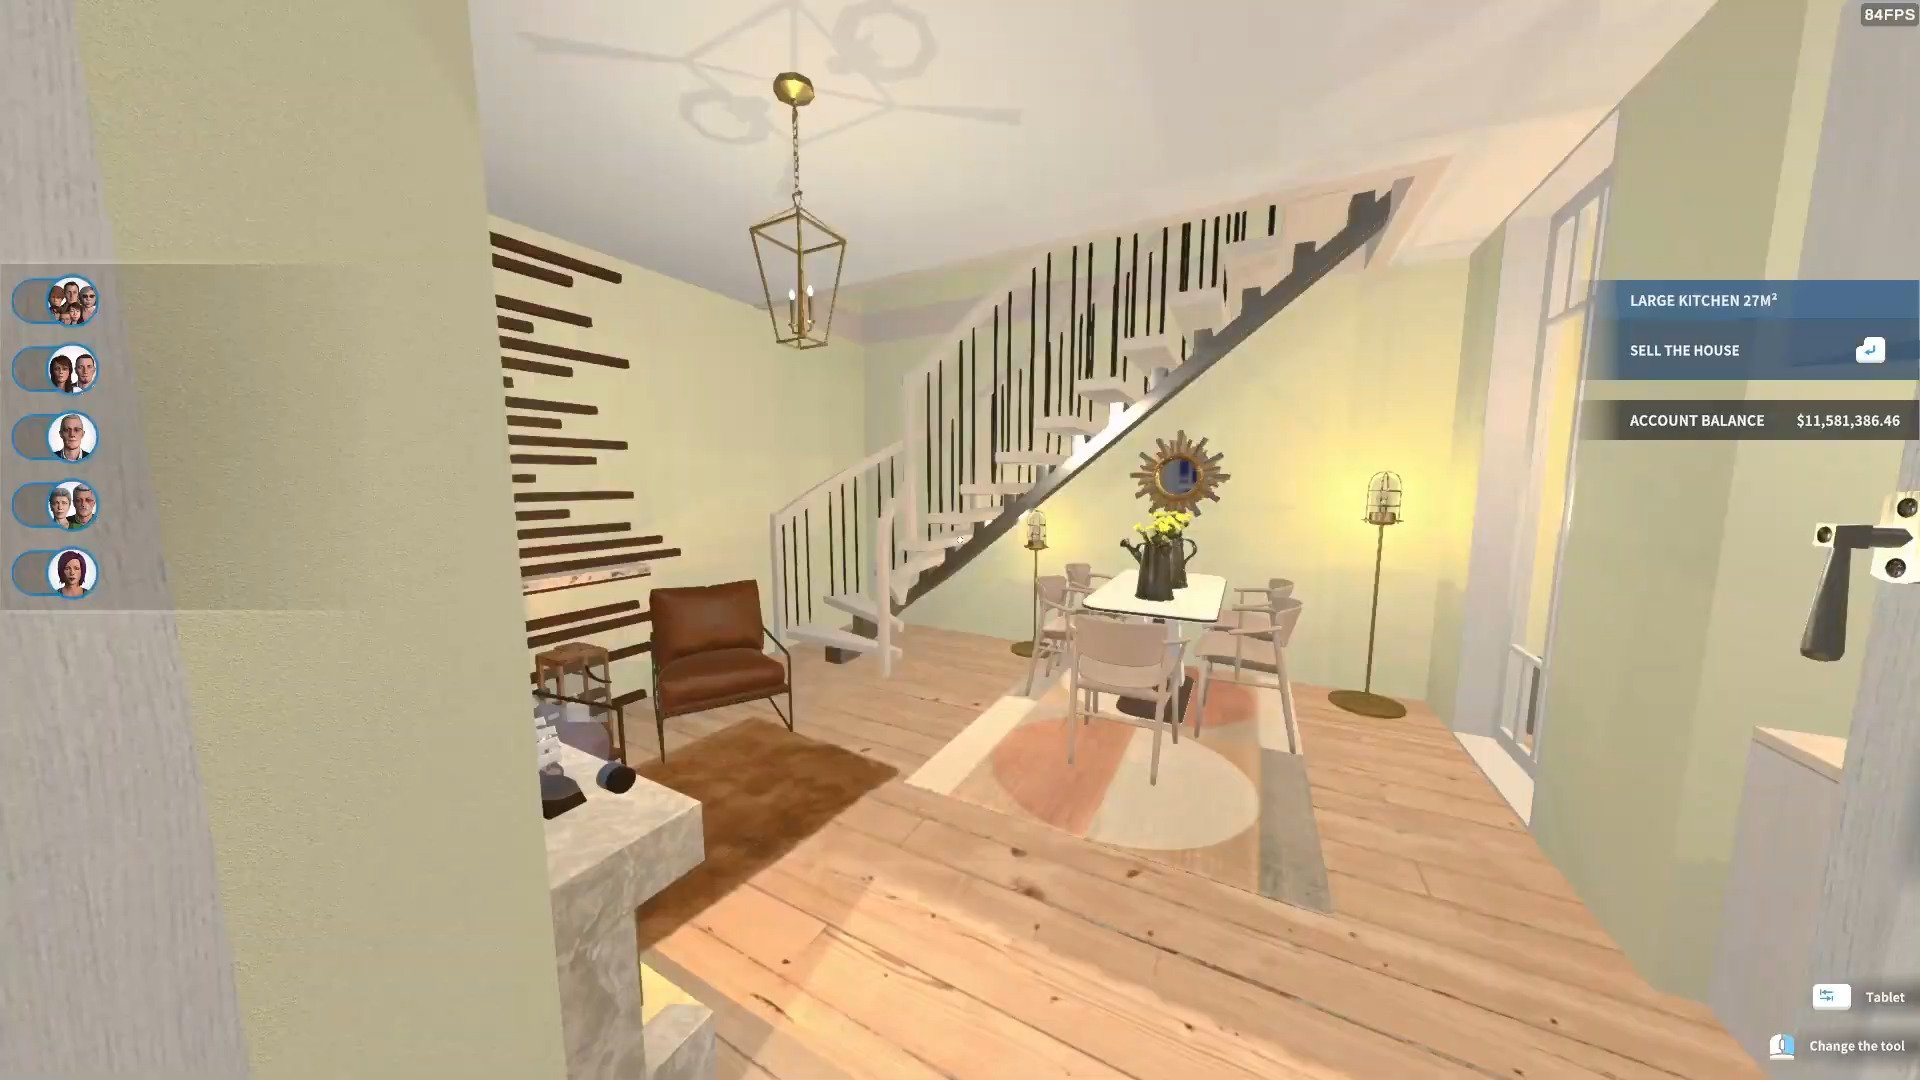 84FPS
LARGE KITCHEN 27M²
SELL THE HOUSE
ACCOUNT BALANCE $11,581,386.46
Tablet
Change the tool